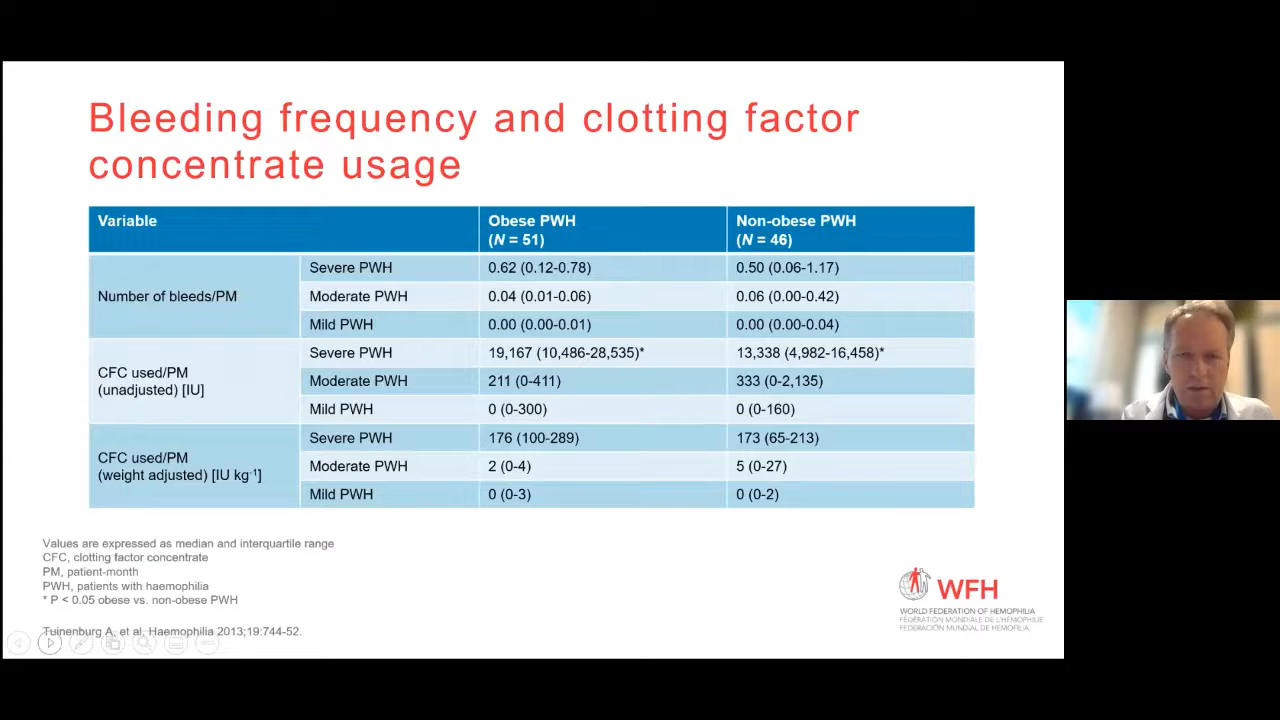 Bleeding frequency and clotting factor
concentrate usage
Variable
Obese PWH
(N = 51)
Non-obese PWH
(N = 46)
Number of bleeds/PM
Severe PWH
0.62 (0.12-0.78)
0.50 (0.06-1.17)
Moderate PWH
0.04 (0.01-0.06)
0.06 (0.00-0.42)
Mild PWH
0.00 (0.00-0.01)
0.00 (0.00-0.04)
CFC used/PM
(unadjusted) [IU]
Severe PWH
19,167 (10,486-28,535)*
13,338 (4,982-16,458)*
Moderate PWH
211 (0-411)
333 (0-2,135)
Mild PWH
0 (0-300)
0 (0-160)
CFC used/PM
(weight adjusted) [IU kg⁻¹]
Severe PWH
176 (100-289)
173 (65-213)
Moderate PWH
2 (0-4)
5 (0-27)
Mild PWH
0 (0-3)
0 (0-2)
Values are expressed as median and interquartile range
CFC, clotting factor concentrate
PM, patient-month
PWH, patients with haemophilia
* P < 0.05 obese vs. non-obese PWH
Tuinenburg A, et al, Haemophilia 2013;19:744-52.
WFH
WORLD FEDERATION OF HEMOPHILIA
FÉDÉRATION MONDIALE DE L'HÉMOPHILIE
FEDERACIÓN MUNDIAL DE HEMOFILIA